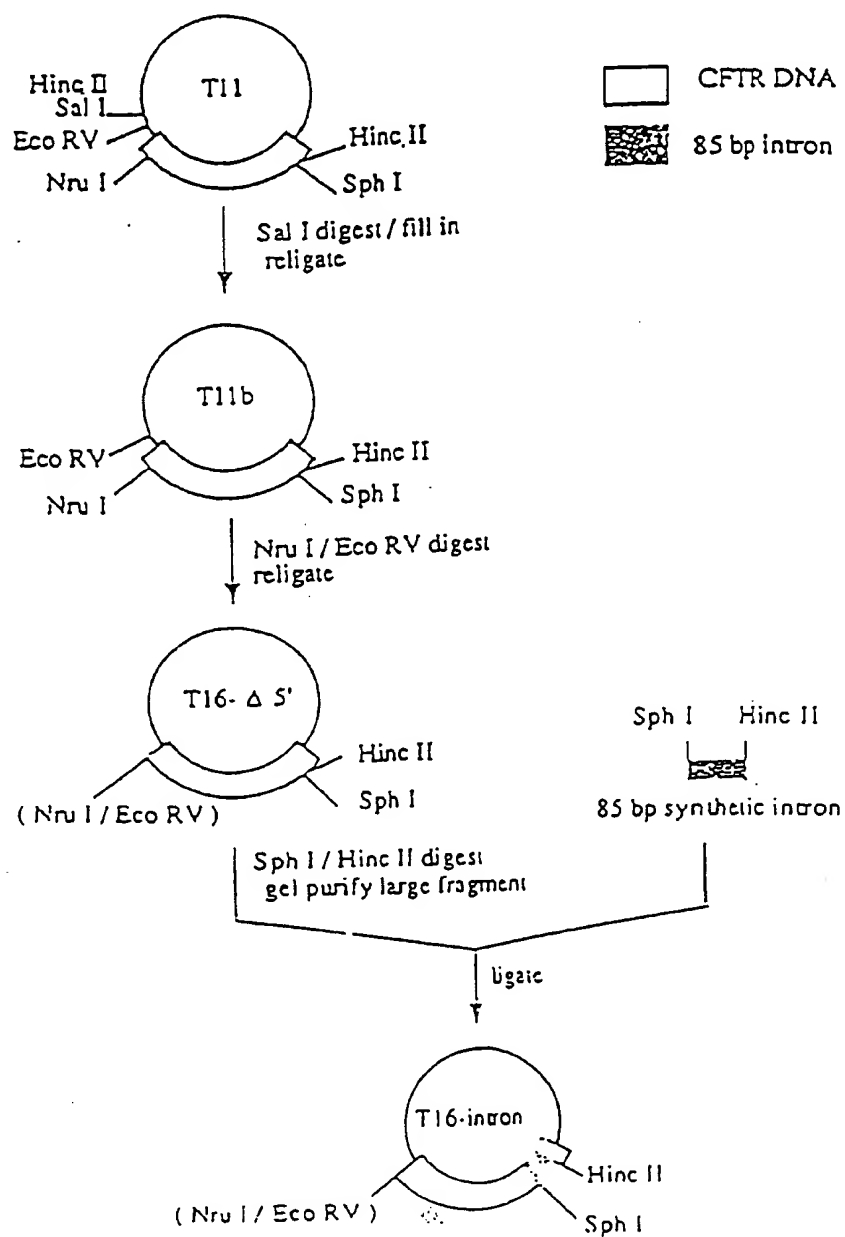 T11
Hinc II
Sal I
Eco RV
Nru I
Hinc II
Sph I
CFTR DNA
85 bp intron
Sal I digest / fill in
religate
T11b
Eco RV
Nru I
Hinc II
Sph I
Nru I / Eco RV digest
religate
T16- Δ 5'
Hinc II
Sph I
( Nru I / Eco RV )
Sph I Hinc II
85 bp synthetic intron
Sph I / Hinc II digest
gel purify large fragment
ligate
T16-intron
Hinc II
Sph I
( Nru I / Eco RV )